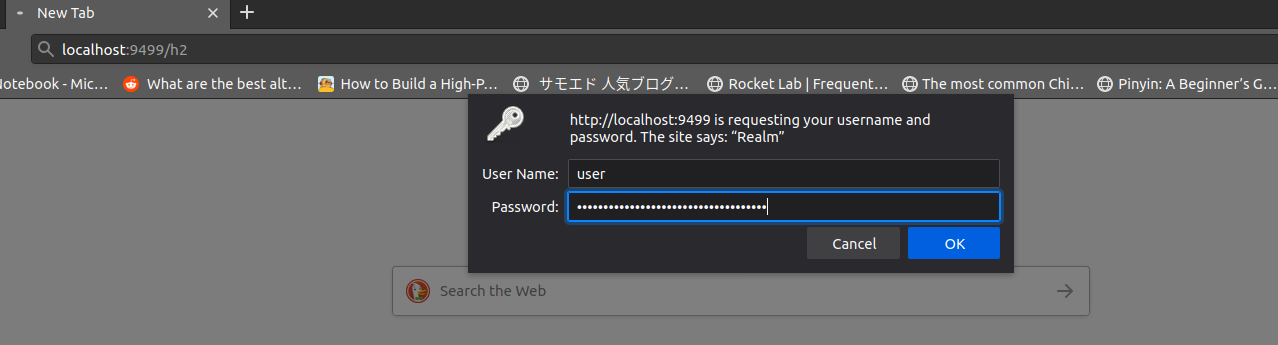 New Tab
localhost:9499/h2
Notebook - Mic… What are the best alt… How to Build a High-P… サモエド 人気ブログ… Rocket Lab | Frequent… The most common Chi… Pinyin: A Beginner’s G…
http://localhost:9499 is requesting your username and
password. The site says: “Realm”
User Name: user
Password: ••••••••••••••••••••••••••••••••••••
Cancel OK
Search the Web